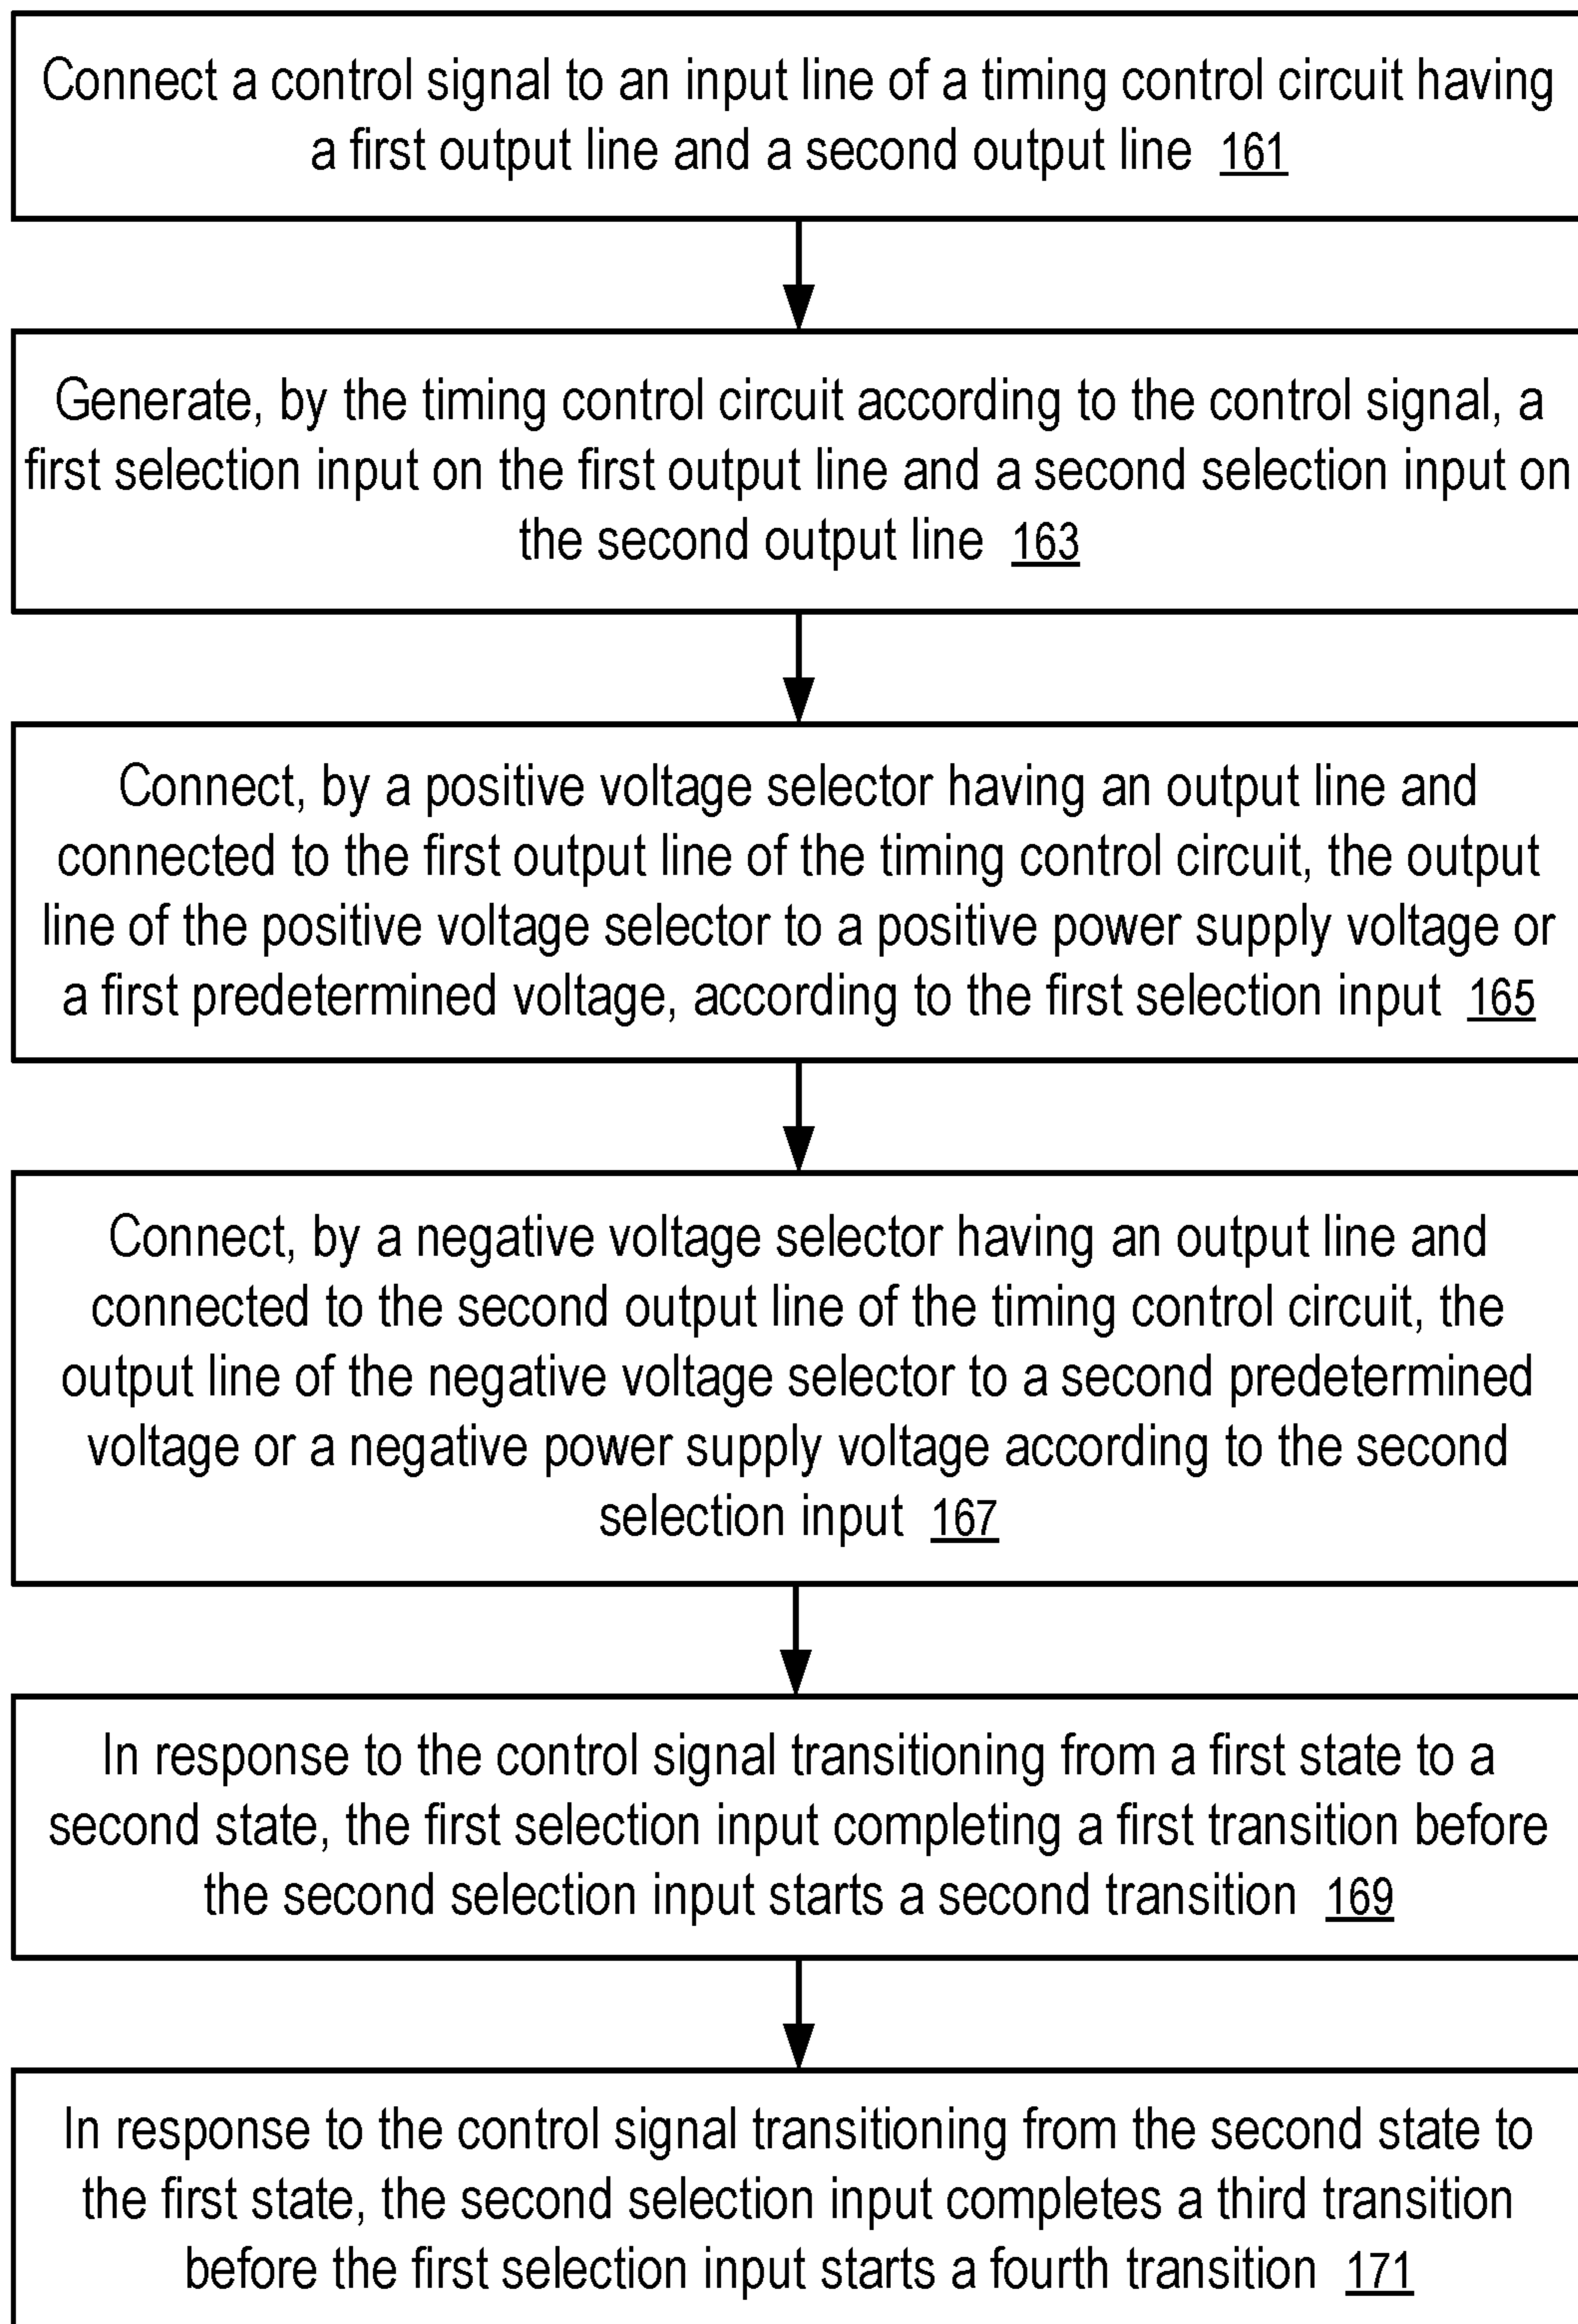 Connect a control signal to an input line of a timing control circuit having
a first output line and a second output line 161
Generate, by the timing control circuit according to the control signal, a
first selection input on the first output line and a second selection input on
the second output line 163
Connect, by a positive voltage selector having an output line and
connected to the first output line of the timing control circuit, the output
line of the positive voltage selector to a positive power supply voltage or
a first predetermined voltage, according to the first selection input 165
Connect, by a negative voltage selector having an output line and
connected to the second output line of the timing control circuit, the
output line of the negative voltage selector to a second predetermined
voltage or a negative power supply voltage according to the second
selection input 167
In response to the control signal transitioning from a first state to a
second state, the first selection input completing a first transition before
the second selection input starts a second transition 169
In response to the control signal transitioning from the second state to
the first state, the second selection input completes a third transition
before the first selection input starts a fourth transition 171